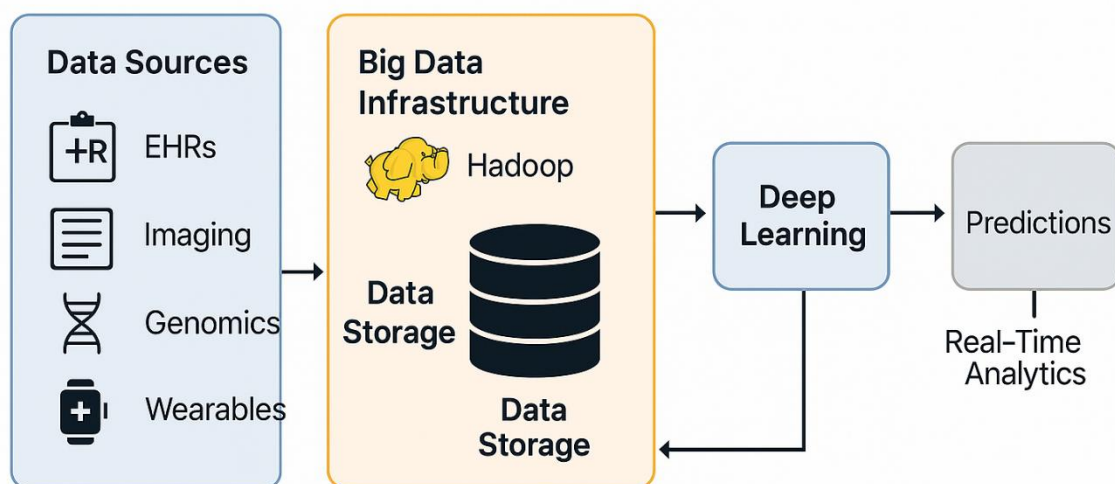 Data Sources
+R
EHRs
Imaging
Genomics
Wearables
Big Data
Infrastructure
Hadoop
Data
Storage
Data
Storage
Deep
Learning
Predictions
Real–Time
Analytics